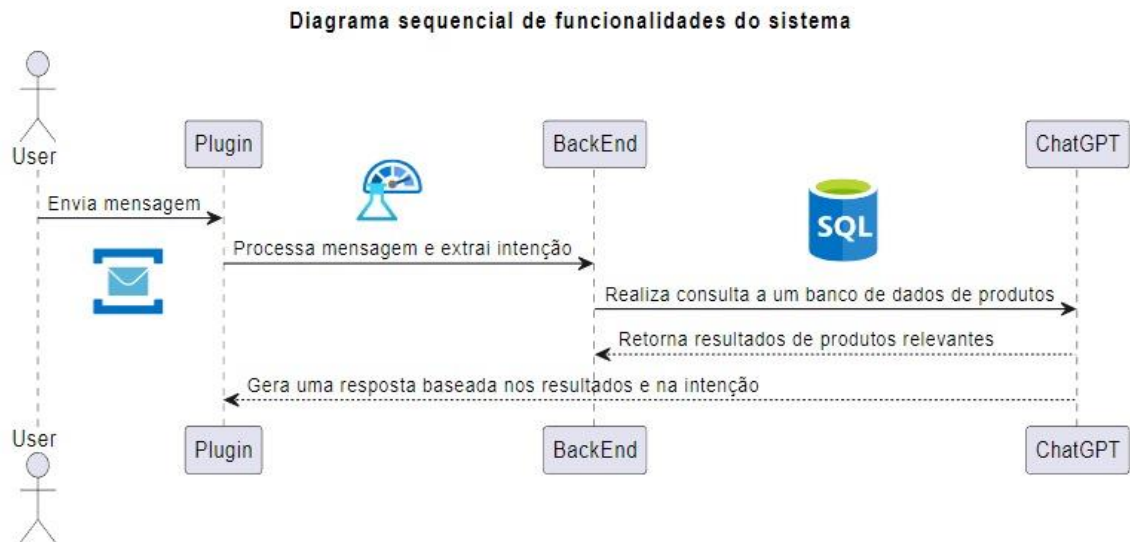 Diagrama sequencial de funcionalidades do sistema
User
Plugin
BackEnd
ChatGPT
Envia mensagem
Processa mensagem e extrai intenção
SQL
Realiza consulta a um banco de dados de produtos
Retorna resultados de produtos relevantes
Gera uma resposta baseada nos resultados e na intenção
User
Plugin
BackEnd
ChatGPT